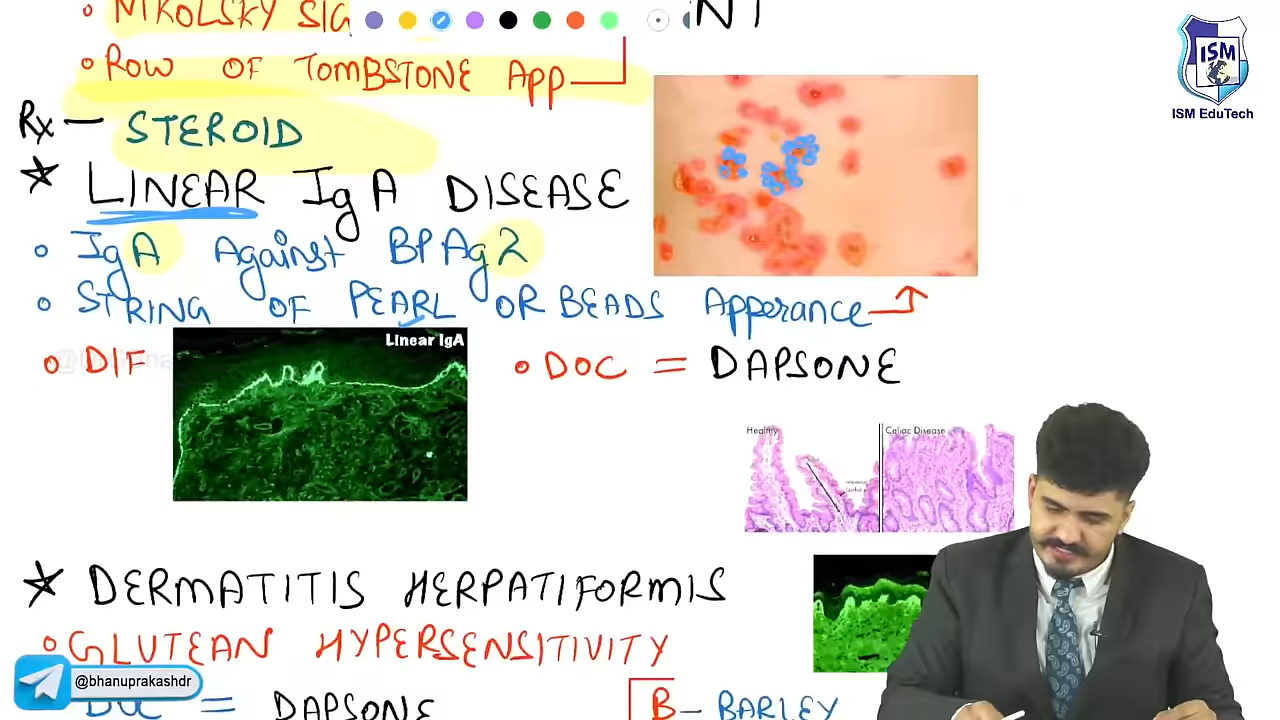 NIKOLSKY SIG
NT
• ROW OF TOMBSTONE App
Rx — STEROID
ISM
ISM EduTech
★ LINEAR IgA DISEASE
• IgA Against BPAg2
• STRING OF PEARL OR BEADS Apperance
• DIF
Linear IgA
• DOC = DAPSONE
Healthy
Celiac Disease
★ DERMATITIS HERPATIFORMIS
• GLUTEAN HYPERSENSITIVITY
@bhanuprakashdr
DOC = DAPSONE
B – BARLEY